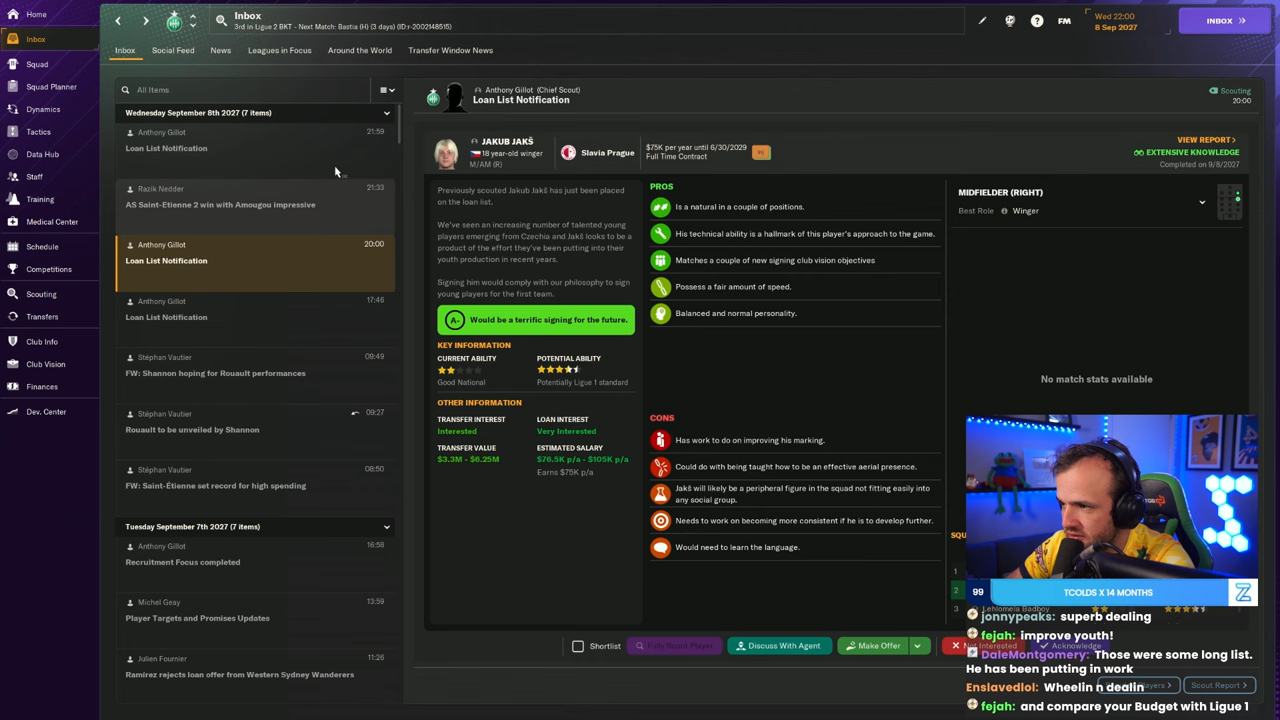 Home
Inbox
Squad
Squad Planner
Dynamics
Tactics
Data Hub
Staff
Training
Medical Center
Schedule
Competitions
Scouting
Transfers
Club Info
Club Vision
Finances
Dev. Center
Inbox
3rd in Ligue 2 BKT - Next Match: Bastia (H) (3 days) (ID:r-2002148515)
FM
Wed 22:00
8 Sep 2027
INBOX
Inbox
Social Feed
News
Leagues in Focus
Around the World
Transfer Window News
All Items
Wednesday September 8th 2027 (7 items)
Anthony Gillot
21:59
Loan List Notification
Razik Nedder
21:33
AS Saint-Etienne 2 win with Amougou impressive
Anthony Gillot
20:00
Loan List Notification
Anthony Gillot
17:46
Loan List Notification
Stéphan Vautier
09:49
FW: Shannon hoping for Rouault performances
Stéphan Vautier
09:27
Rouault to be unveiled by Shannon
Stéphan Vautier
08:50
FW: Saint-Étienne set record for high spending
Tuesday September 7th 2027 (7 items)
Anthony Gillot
16:58
Recruitment Focus completed
Michel Geay
13:59
Player Targets and Promises Updates
Julien Fournier
11:26
Ramírez rejects loan offer from Western Sydney Wanderers
Anthony Gillot (Chief Scout)
Loan List Notification
Scouting
20:00
JAKUB JAKŠ
18 year-old winger
M/AM (R)
Slavia Prague
$75K per year until 6/30/2029
Full Time Contract
VIEW REPORT
EXTENSIVE KNOWLEDGE
Completed on 9/8/2027
Previously scouted Jakub Jakš has just been placed
on the loan list.
We've seen an increasing number of talented young
players emerging from Czechia and Jakš looks to be a
product of the effort they've been putting into their
youth production in recent years.
Signing him would comply with our philosophy to sign
young players for the first team.
A- Would be a terrific signing for the future.
KEY INFORMATION
CURRENT ABILITY
Good National
POTENTIAL ABILITY
Potentially Ligue 1 standard
OTHER INFORMATION
TRANSFER INTEREST
Interested
LOAN INTEREST
Very Interested
TRANSFER VALUE
$3.3M - $6.25M
ESTIMATED SALARY
$76.5K p/a - $105K p/a
Earns $75K p/a
PROS
Is a natural in a couple of positions.
His technical ability is a hallmark of this player's approach to the game.
Matches a couple of new signing club vision objectives
Possess a fair amount of speed.
Balanced and normal personality.
CONS
Has work to do on improving his marking.
Could do with being taught how to be an effective aerial presence.
Jakš will likely be a peripheral figure in the squad not fitting easily into
any social group.
Needs to work on becoming more consistent if he is to develop further.
Would need to learn the language.
MIDFIELDER (RIGHT)
Best Role
Winger
No match stats available
1
2
3
Shortlist
Fully Scout Player
Discuss With Agent
Make Offer
Not Interested
Acknowledge
Scout Report
99
TCOLDS X 14 MONTHS
jonnypeaks: superb dealing
fejah: improve youth!
DaleMontgomery: Those were some long list.
He has been putting in work
Enslavedlol: Wheelin n dealin
fejah: and compare your Budget with Ligue 1